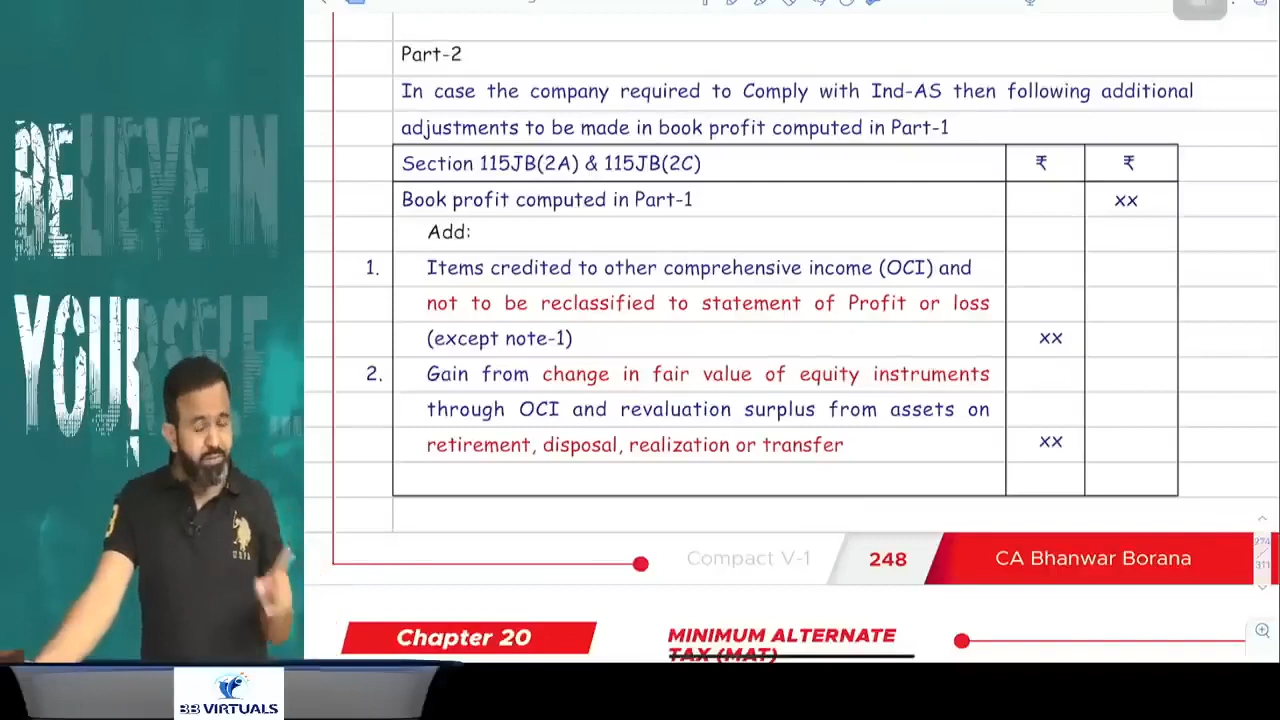 BELIEVE IN
YOURSELF
Part-2
In case the company required to Comply with Ind-AS then following additional
adjustments to be made in book profit computed in Part-1
Section 115JB(2A) & 115JB(2C) ₹ ₹
Book profit computed in Part-1 xx
Add:
1. Items credited to other comprehensive income (OCI) and
not to be reclassified to statement of Profit or loss
(except note-1) xx
2. Gain from change in fair value of equity instruments
through OCI and revaluation surplus from assets on
retirement, disposal, realization or transfer xx
Compact V-1 248 CA Bhanwar Borana
274
311
Chapter 20 MINIMUM ALTERNATE
TAX (MAT)
BB VIRTUALS